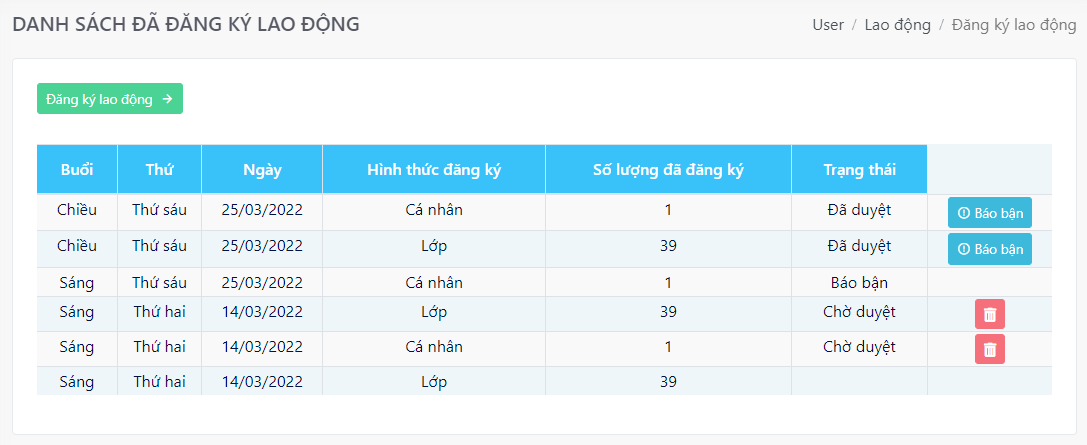 DANH SÁCH ĐÃ ĐĂNG KÝ LAO ĐỘNG
User / Lao động / Đăng ký lao động
Đăng ký lao động →
Buổi Thứ Ngày Hình thức đăng ký Số lượng đã đăng ký Trạng thái
Chiều Thứ sáu 25/03/2022 Cá nhân 1 Đã duyệt Báo bận
Chiều Thứ sáu 25/03/2022 Lớp 39 Đã duyệt Báo bận
Sáng Thứ sáu 25/03/2022 Cá nhân 1 Báo bận
Sáng Thứ hai 14/03/2022 Lớp 39 Chờ duyệt
Sáng Thứ hai 14/03/2022 Cá nhân 1 Chờ duyệt
Sáng Thứ hai 14/03/2022 Lớp 39